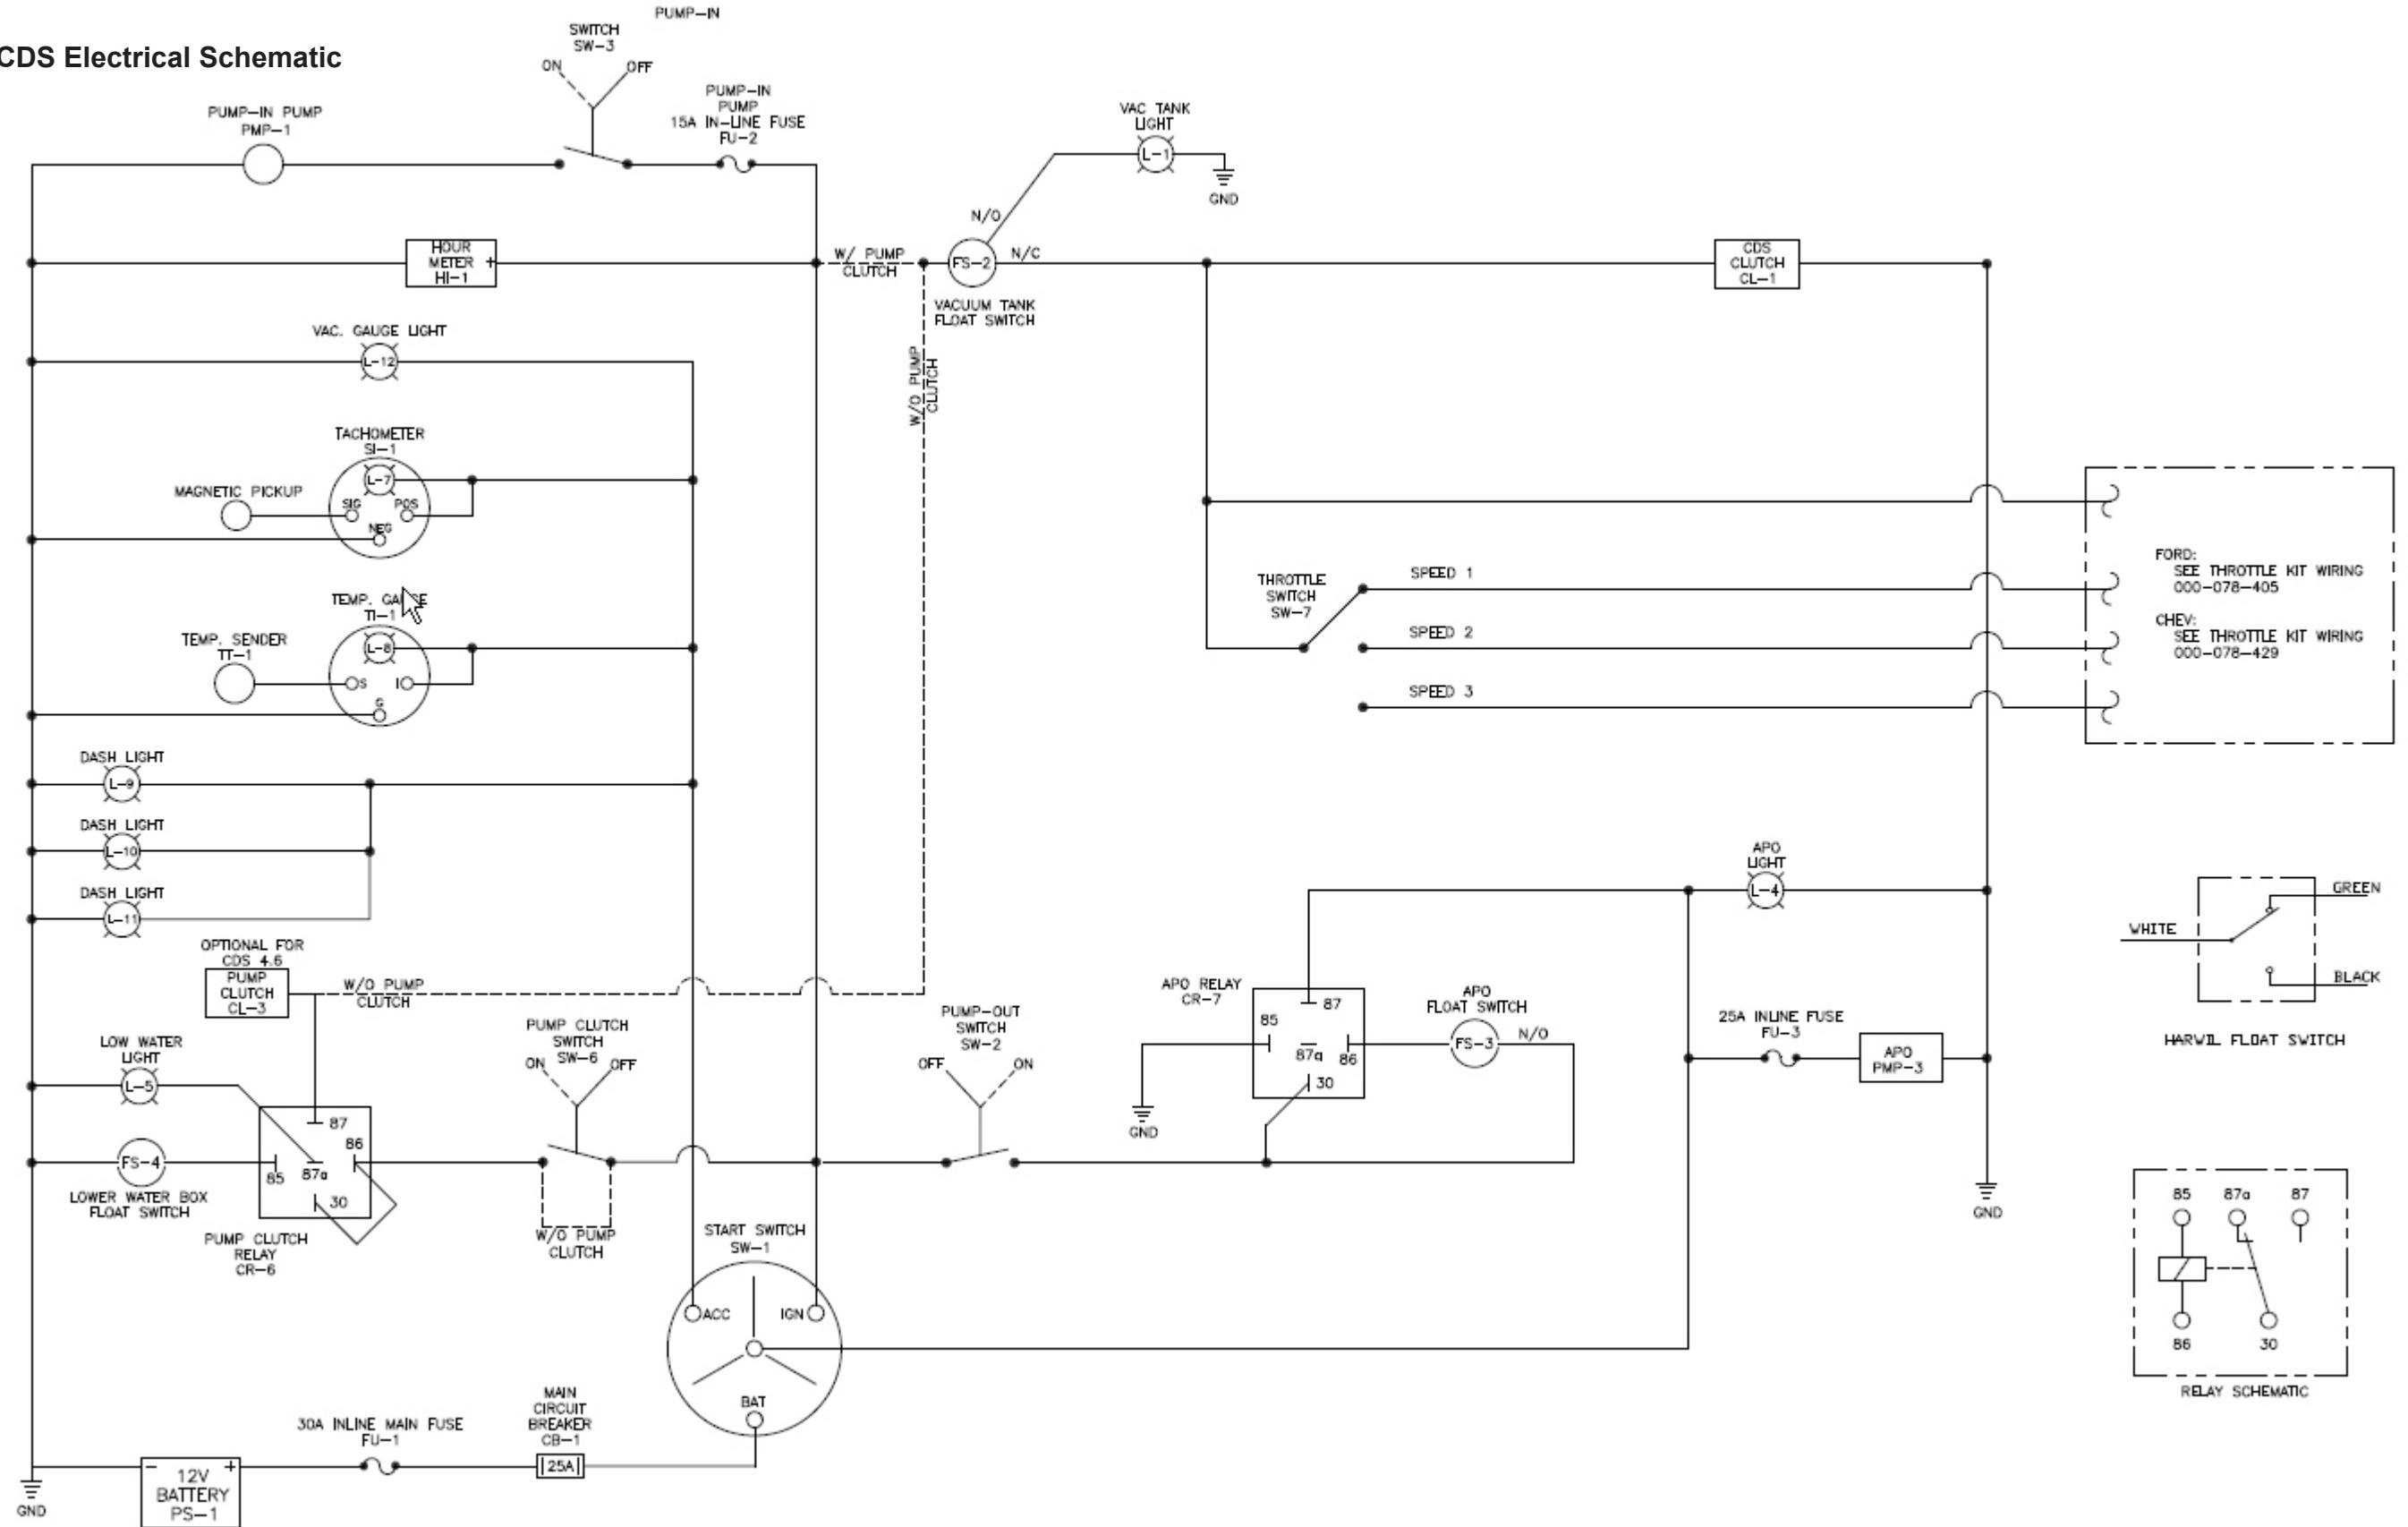 CDS Electrical Schematic
PUMP-IN
SWITCH
SW-3
ON
OFF
PUMP-IN
PUMP
15A IN-LINE FUSE
FU-2
PUMP-IN PUMP
PMP-1
VAC TANK
LIGHT
L-1
GND
HOUR
METER +
HI-1
W/ PUMP
CLUTCH
N/O
FS-2
N/C
VACUUM TANK
FLOAT SWITCH
CDS
CLUTCH
CL-1
VAC. GAUGE LIGHT
L-12
W/O PUMP
CLUTCH
TACHOMETER
SI-1
L-7
MAGNETIC PICKUP
SIG
POS
NEG
TI-1
L-8
TEMP. SENDER
TT-1
S
I
G
THROTTLE
SWITCH
SW-7
SPEED 1
SPEED 2
SPEED 3
FORD:
SEE THROTTLE KIT WIRING
000-078-405
CHEV:
SEE THROTTLE KIT WIRING
000-078-429
DASH LIGHT
L-9
DASH LIGHT
L-10
DASH LIGHT
L-11
OPTIONAL FOR
CDS 4.6
PUMP
CLUTCH
CL-3
W/O PUMP
CLUTCH
LOW WATER
LIGHT
L-5
87
86
FS-4
85
87a
30
LOWER WATER BOX
FLOAT SWITCH
PUMP CLUTCH
RELAY
CR-6
PUMP CLUTCH
SWITCH
SW-6
ON
OFF
W/O PUMP
CLUTCH
PUMP-OUT
SWITCH
SW-2
OFF
ON
APO RELAY
CR-7
87
85
87a
86
30
GND
APO
FLOAT SWITCH
FS-3
N/O
APO
LIGHT
L-4
25A INLINE FUSE
FU-3
APO
PMP-3
GND
GREEN
WHITE
BLACK
HARWIL FLOAT SWITCH
85
87a
87
86
30
RELAY SCHEMATIC
START SWITCH
SW-1
ACC
IGN
BAT
MAIN
CIRCUIT
BREAKER
CB-1
25A
30A INLINE MAIN FUSE
FU-1
- +
12V
BATTERY
PS-1
GND